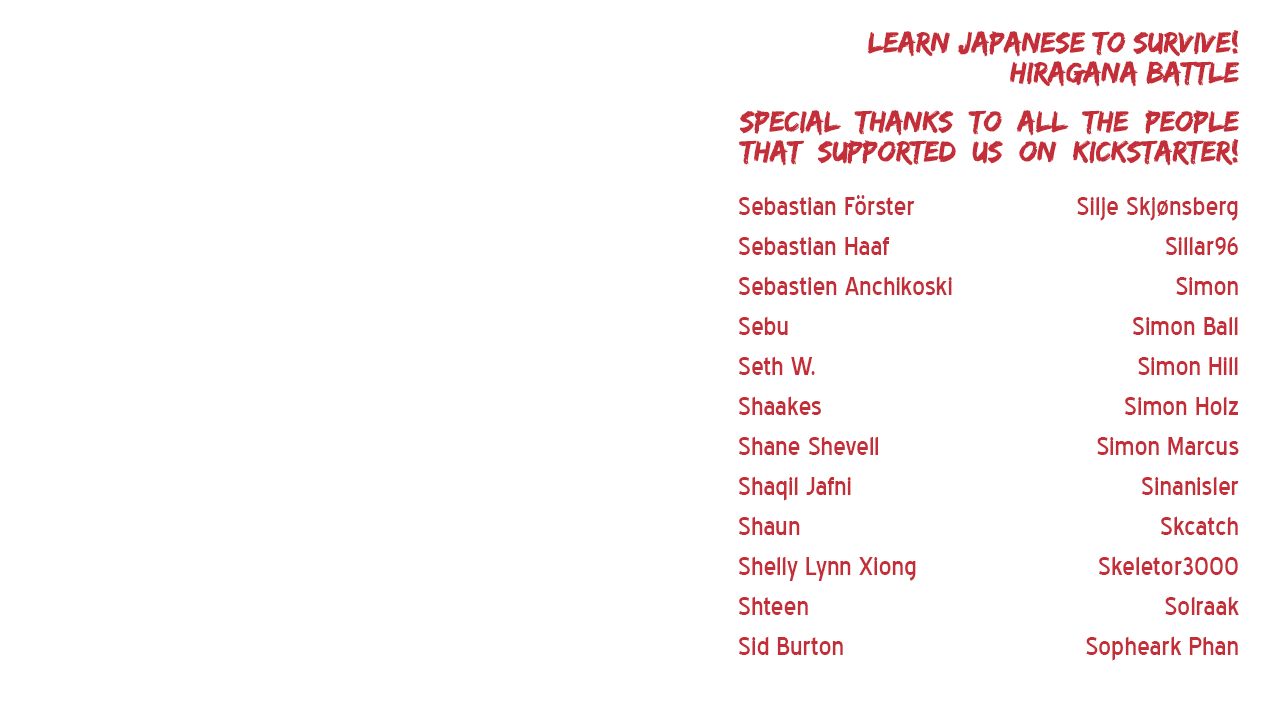 LEARN JAPANESE TO SURVIVE!
HIRAGANA BATTLE
SPECIAL THANKS TO ALL THE PEOPLE
THAT SUPPORTED US ON KICKSTARTER!
Sebastian Förster
Sebastian Haaf
Sebastien Anchikoski
Sebu
Seth W.
Shaakes
Shane Shevell
Shaqil Jafni
Shaun
Shelly Lynn Xiong
Shteen
Sid Burton
Silje Skjønsberg
Sillar96
Simon
Simon Ball
Simon Hill
Simon Holz
Simon Marcus
Sinanisler
Skcatch
Skeletor3000
Solraak
Sopheark Phan